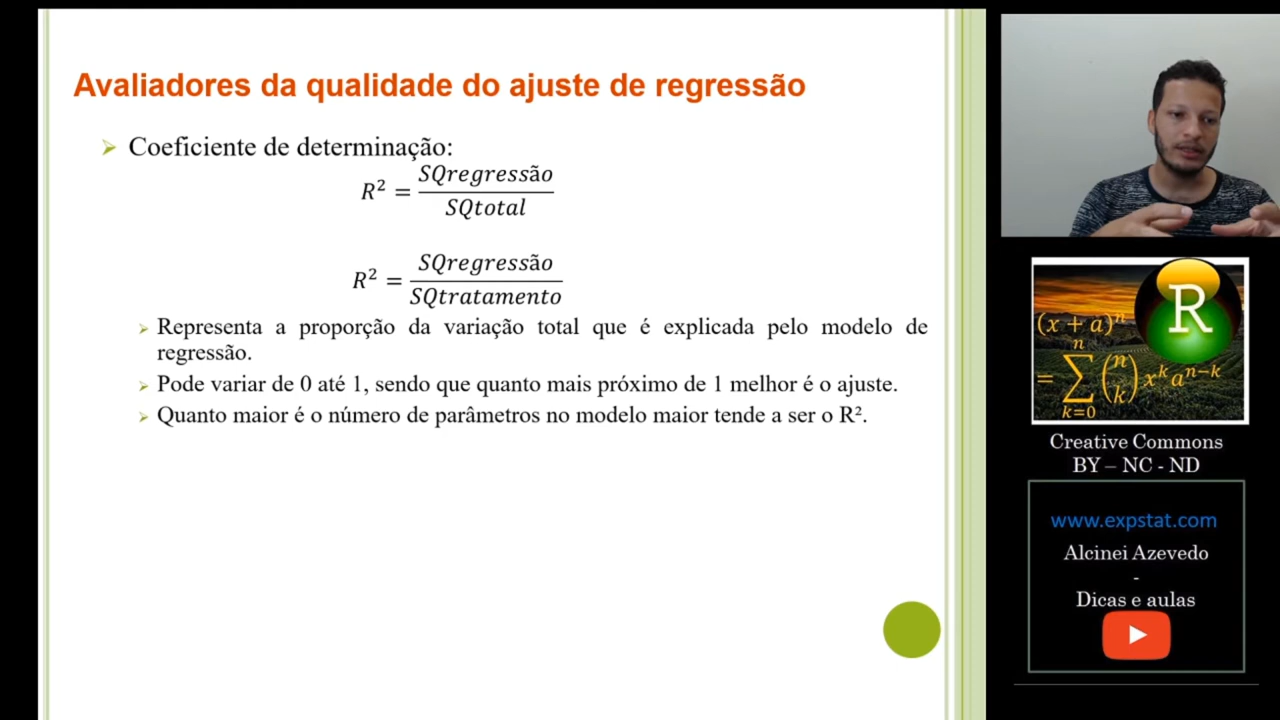 Avaliadores da qualidade do ajuste de regressão
Coeficiente de determinação:
R² = SQregressão / SQtotal
R² = SQregressão / SQtratamento
Representa a proporção da variação total que é explicada pelo modelo de
regressão.
Pode variar de 0 até 1, sendo que quanto mais próximo de 1 melhor é o ajuste.
Quanto maior é o número de parâmetros no modelo maior tende a ser o R².
R
(x + a)ⁿ
= ∑ₖ₌₀ⁿ (n k) xᵏaⁿ⁻ᵏ
Creative Commons
BY – NC - ND
www.expstat.com
Alcinei Azevedo
-
Dicas e aulas